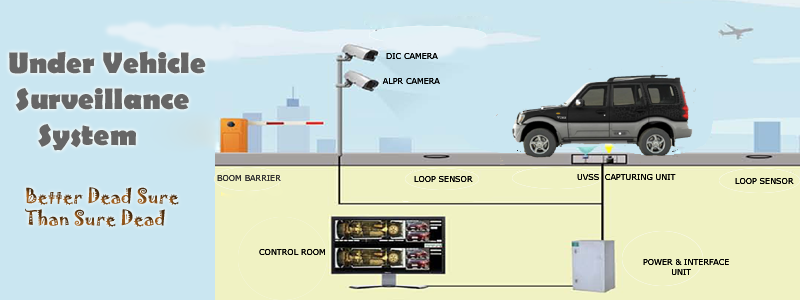 Under Vehicle
Surveillance
System
Better Dead Sure
Than Sure Dead
DIC CAMERA
ALPR CAMERA
BOOM BARRIER
LOOP SENSOR
UVSS CAPTURING UNIT
LOOP SENSOR
CONTROL ROOM
POWER & INTERFACE
UNIT